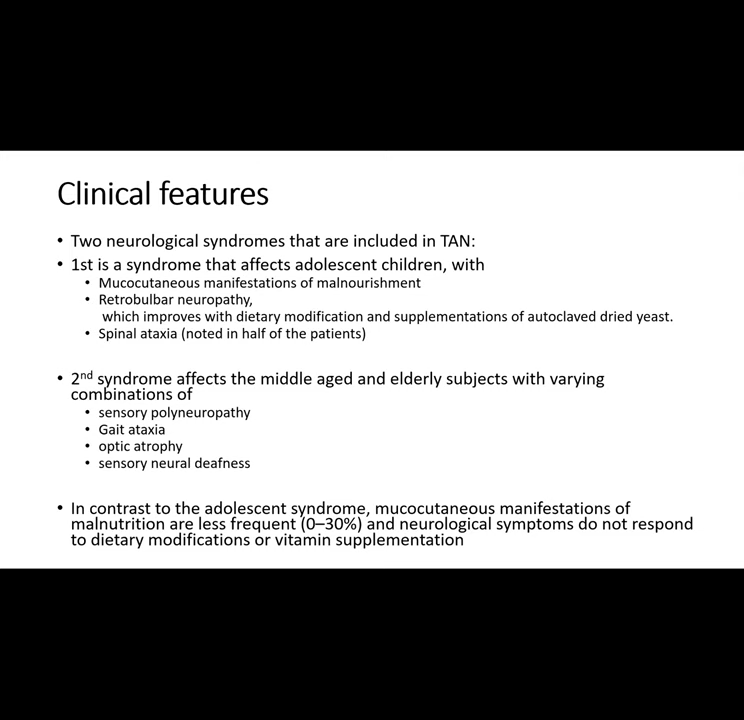 Clinical features
• Two neurological syndromes that are included in TAN:
• 1st is a syndrome that affects adolescent children, with
• Mucocutaneous manifestations of malnourishment
• Retrobulbar neuropathy,
which improves with dietary modification and supplementations of autoclaved dried yeast.
• Spinal ataxia (noted in half of the patients)
• 2nd syndrome affects the middle aged and elderly subjects with varying
combinations of
• sensory polyneuropathy
• Gait ataxia
• optic atrophy
• sensory neural deafness
• In contrast to the adolescent syndrome, mucocutaneous manifestations of
malnutrition are less frequent (0–30%) and neurological symptoms do not respond
to dietary modifications or vitamin supplementation